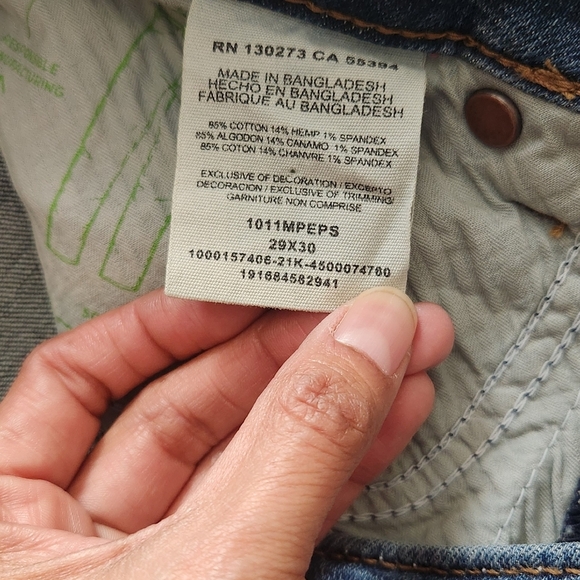 RN 130273 CA 55394
MADE IN BANGLADESH
HECHO EN BANGLADESH
FABRIQUE AU BANGLADESH
85% COTTON 14% HEMP 1% SPANDEX
85% ALGODON 14% CANAMO 1% SPANDEX
85% COTON 14% CHANVRE 1% SPANDEX
EXCLUSIVE OF DECORATION / EXCEPTO
DECORACION / EXCLUSIVE OF TRIMMING/
GARNITURE NON COMPRISE
1011MPEPS
29X30
1000157406-21K-4500074760
191684582941